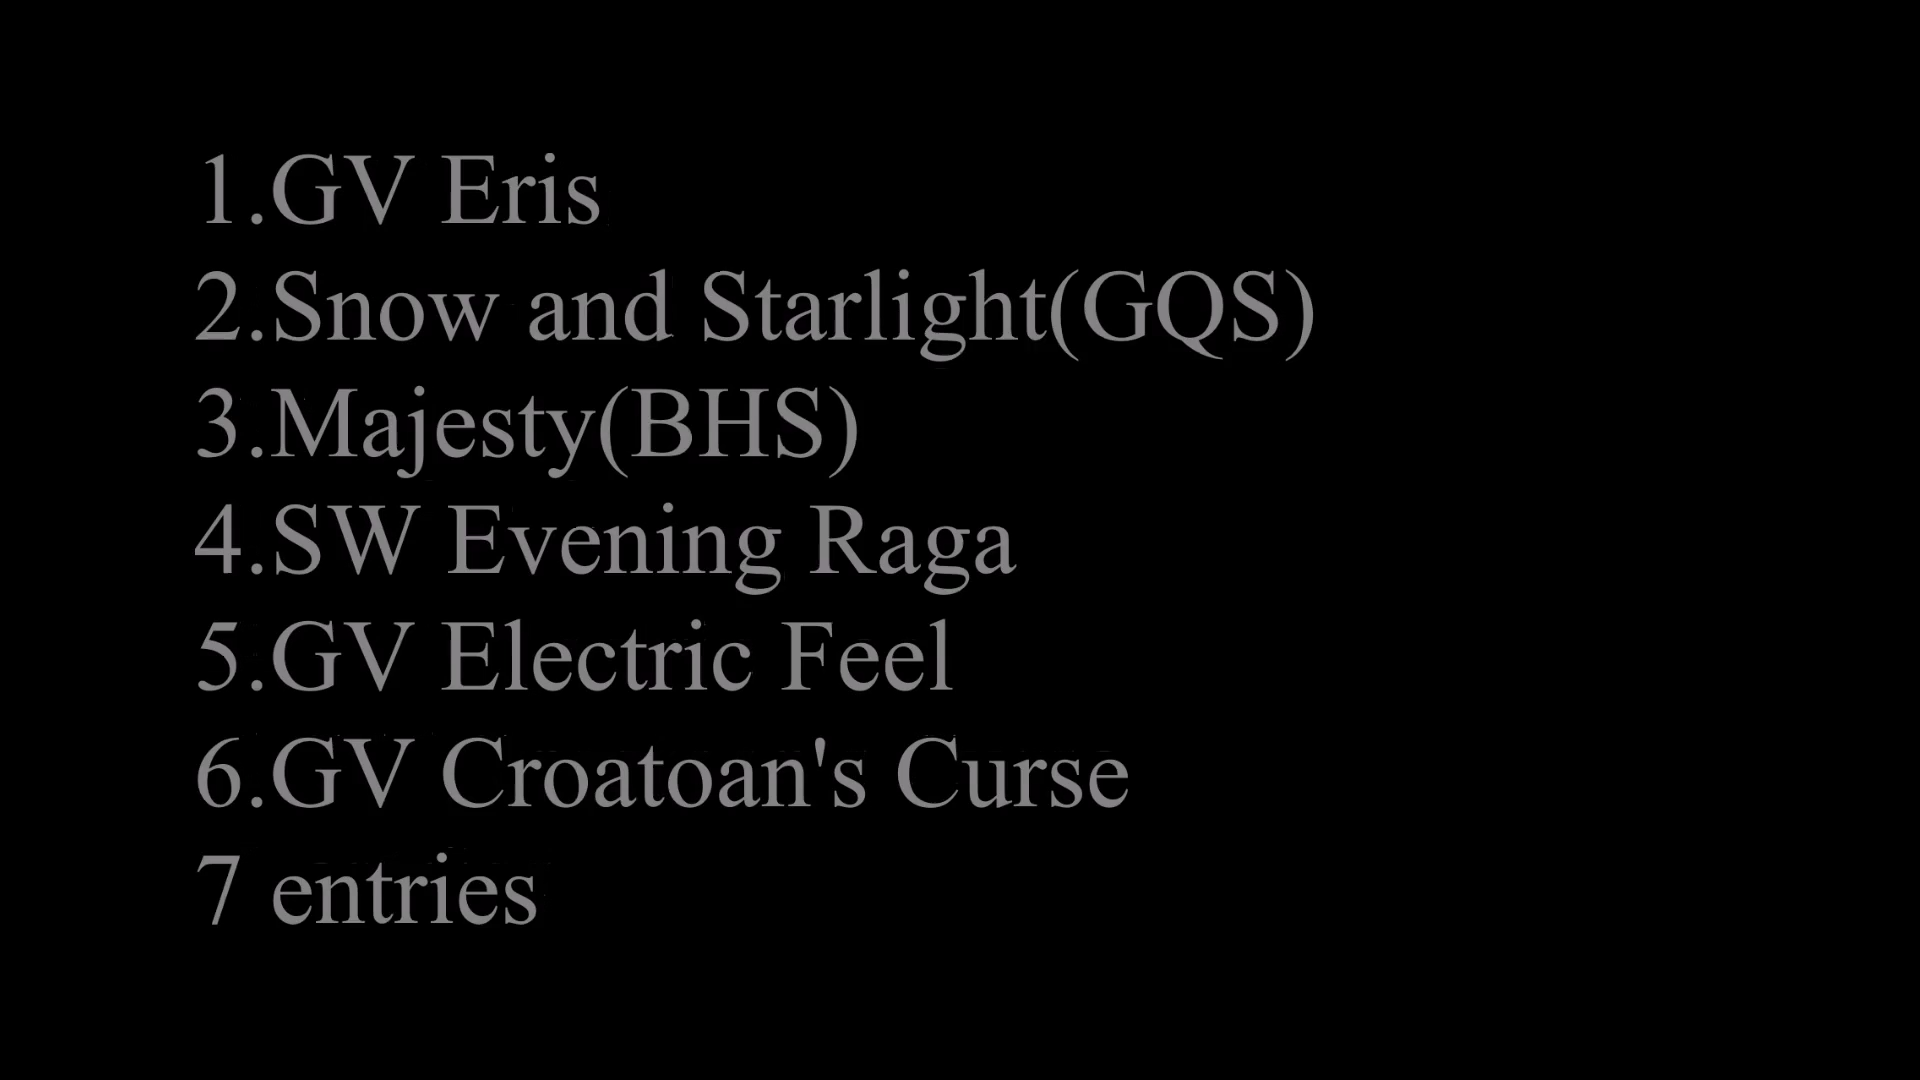 1.GV Eris
2.Snow and Starlight(GQS)
3.Majesty(BHS)
4.SW Evening Raga
5.GV Electric Feel
6.GV Croatoan's Curse
7 entries